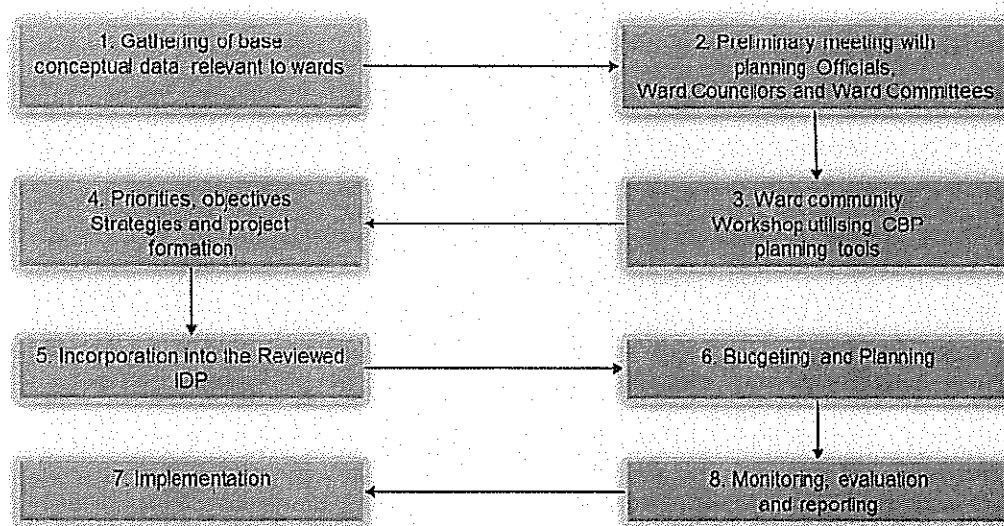 1. Gathering of base
conceptual data relevant to wards
2. Preliminary meeting with
planning Officials,
Ward Councilors and Ward Committees
4. Priorities, objectives
Strategies and project
formation
3. Ward community
Workshop utilising CBP
planning tools
5. Incorporation into the Reviewed
IDP
6. Budgeting and Planning
7. Implementation
8. Monitoring, evaluation
and reporting